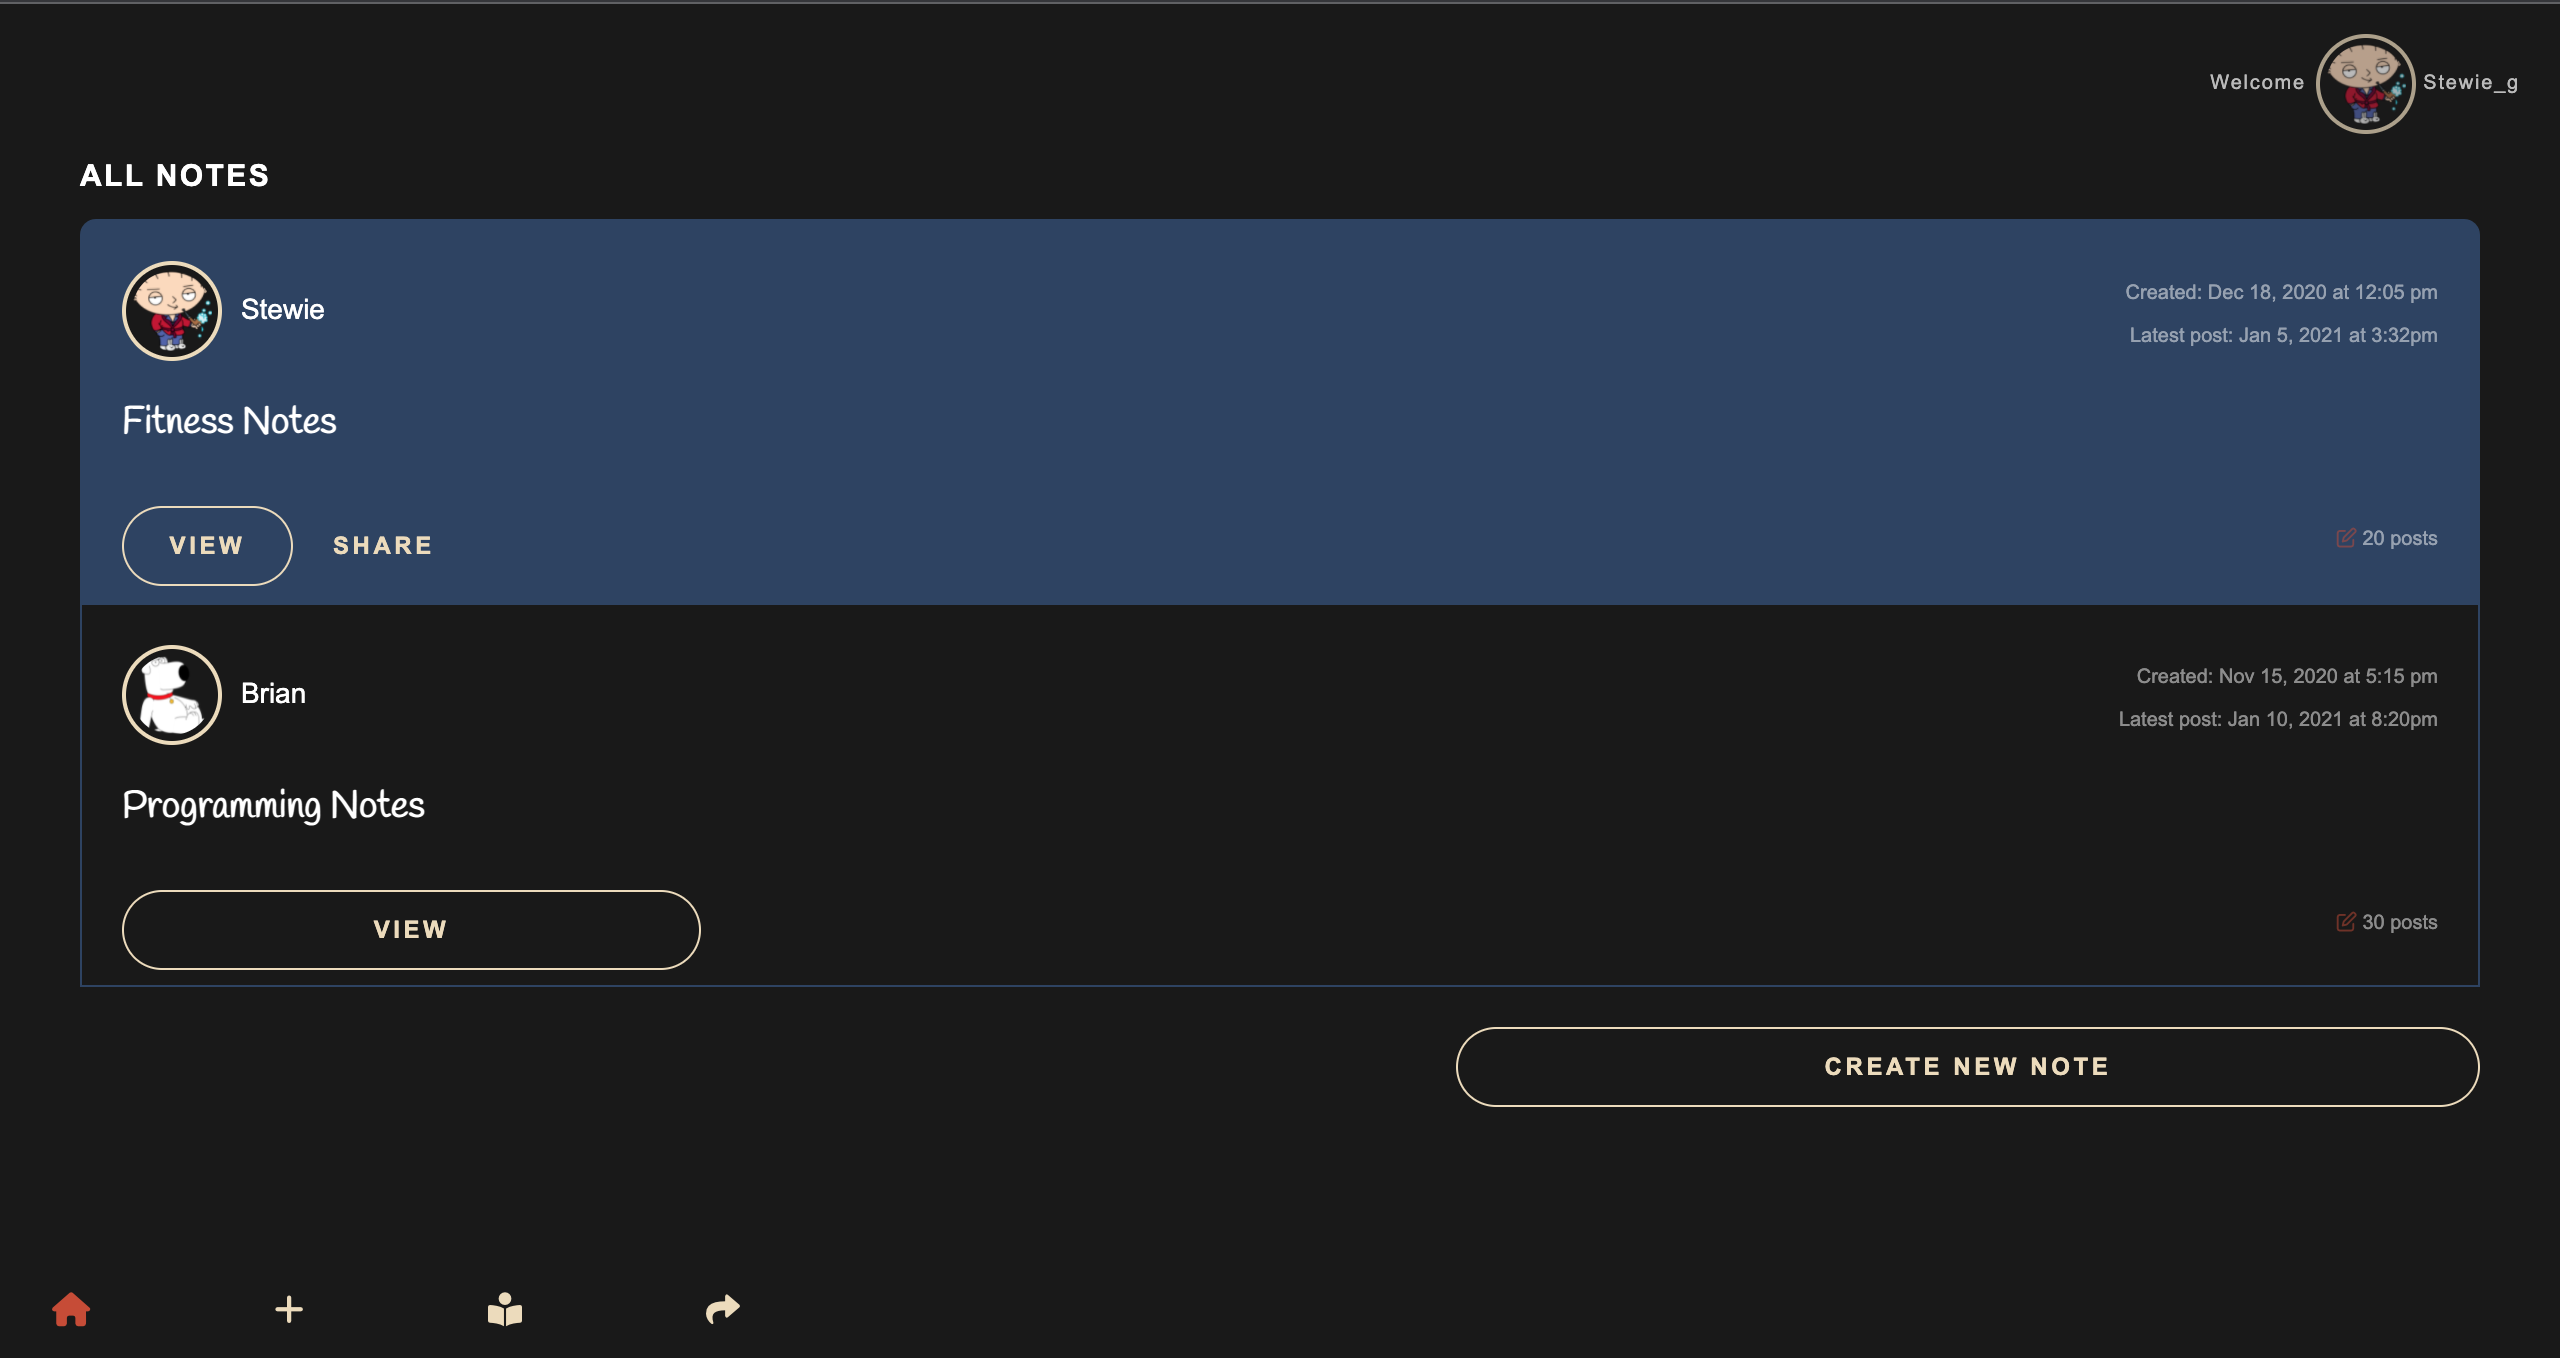 Welcome Stewie_g
ALL NOTES
Stewie
Created: Dec 18, 2020 at 12:05 pm
Latest post: Jan 5, 2021 at 3:32pm
Fitness Notes
VIEW SHARE
20 posts
Brian
Created: Nov 15, 2020 at 5:15 pm
Latest post: Jan 10, 2021 at 8:20pm
Programming Notes
VIEW
30 posts
CREATE NEW NOTE